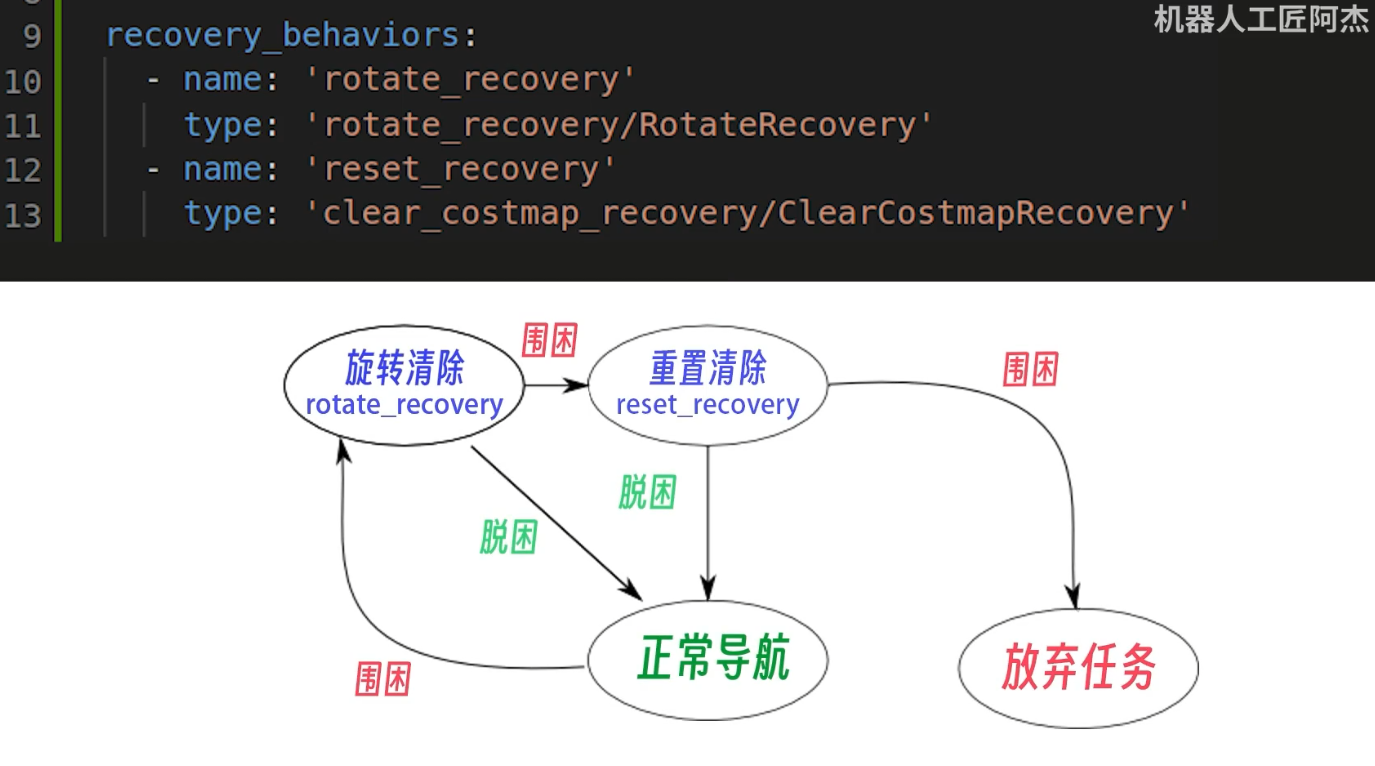 机器人工匠阿杰
9 recovery_behaviors:
10 - name: 'rotate_recovery'
11 type: 'rotate_recovery/RotateRecovery'
12 - name: 'reset_recovery'
13 type: 'clear_costmap_recovery/ClearCostmapRecovery'
围困
旋转清除
rotate_recovery
重置清除
reset_recovery
围困
脱困
脱困
正常导航
围困
放弃任务